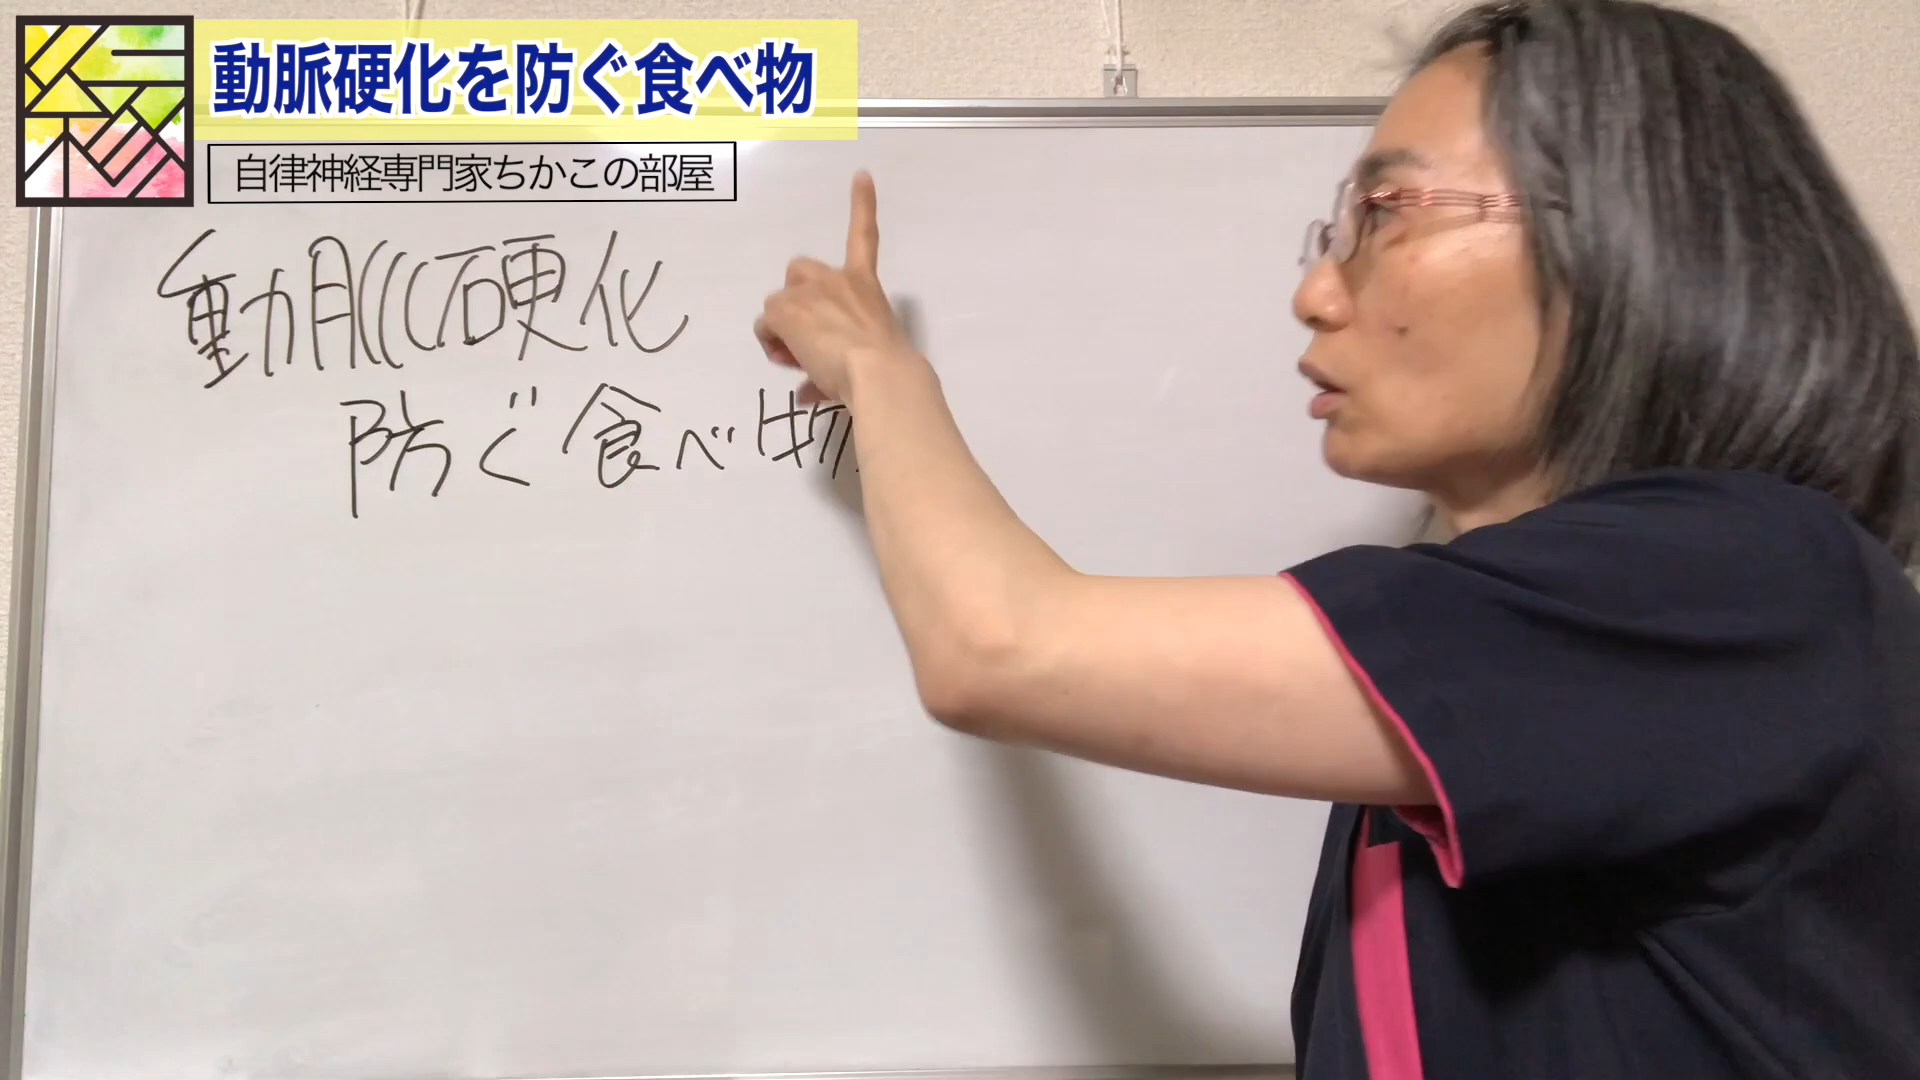 動脈硬化を防ぐ食べ物
自律神経専門家ちかこの部屋
動脈硬化
防ぐ食べ物